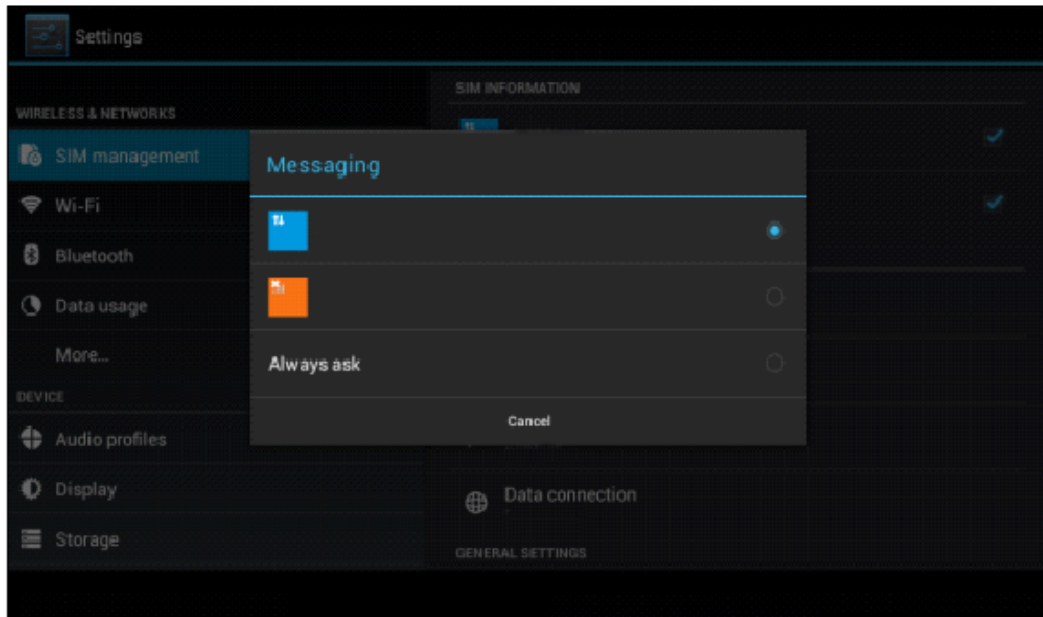 Settings
WIRELESS & NETWORKS
SIM management
Wi-Fi
Bluetooth
Data usage
More...
DEVICE
Audio profiles
Display
Storage
SIM INFORMATION
Messaging
Always ask
Cancel
Data connection
GENERAL SETTINGS